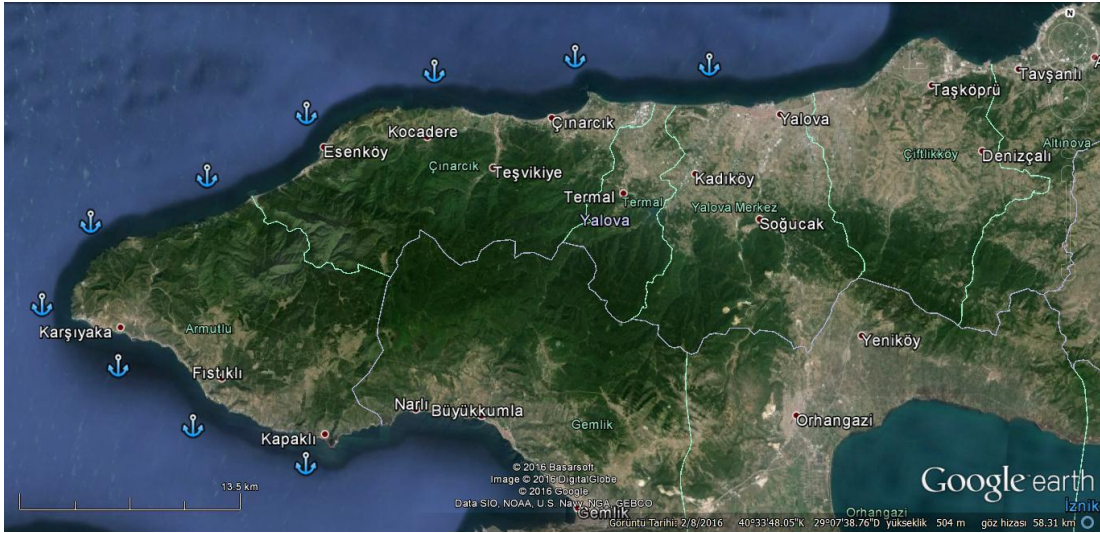 N
Tavşanlı
A
Taşköprü
Çınarcık
Yalova
Kocadere
Esenköy
Çınarcık
Teşvikiye
Çiftlikköy
Denizçalı
Altınova
Kadıköy
Termal
Termal
Yalova Merkez
Yalova
Soğucak
Karşıyaka
Armutlu
Yeniköy
Fıstıklı
Narlı
Büyükkumla
Orhangazi
Gemlik
Kapaklı
© 2016 Basarsoft
Image © 2016 DigitalGlobe
© 2016 Google
Data SIO, NOAA, U.S. Navy, NGA, GEBCO
13.5 km
Google earth
Gemlik
Orhangazi
İznik
Görüntü Tarihi: 2/8/2016 40°33'48.05"K 29°07'38.76"D yükseklik 504 m göz hizası 58.31 km